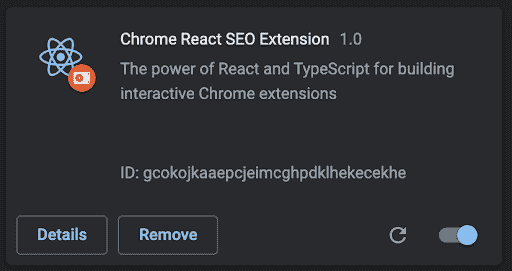 Chrome React SEO Extension 1.0
The power of React and TypeScript for building
interactive Chrome extensions
ID: gcokojkaaepcjeimcghpdklhekecekhe
Details Remove